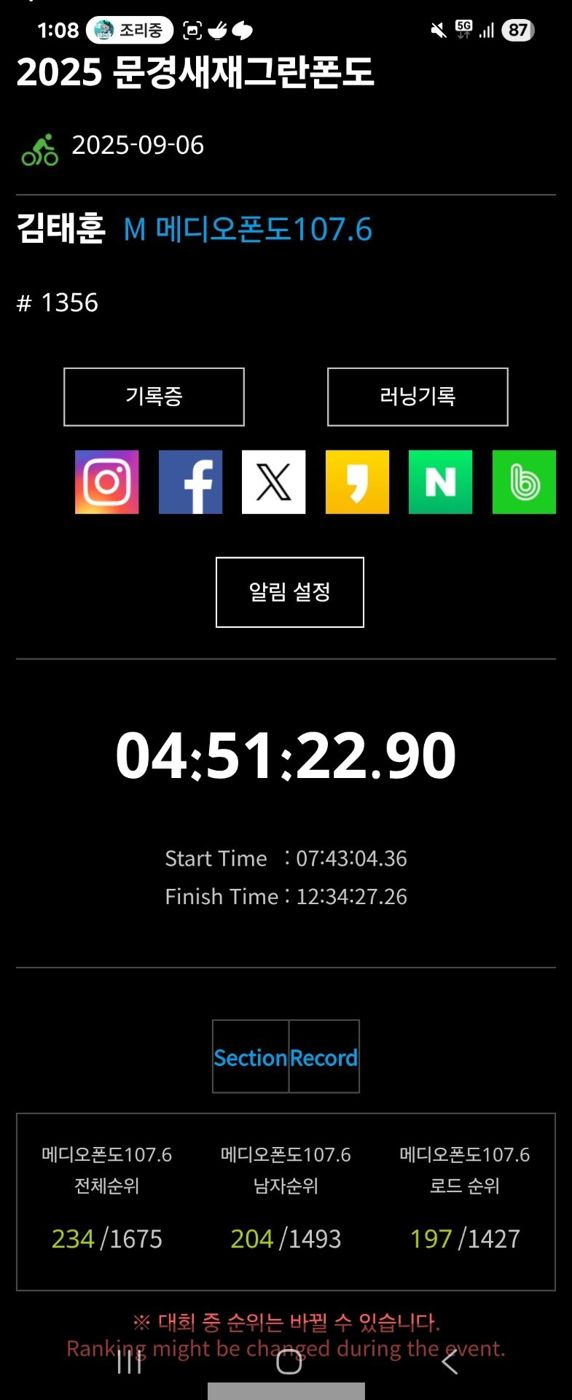 1:08 조리중 5G 87
2025 문경새재그란폰도
2025-09-06
김태훈 M 메디오폰도107.6
# 1356
기록증 러닝기록
알림 설정
04:51:22.90
Start Time : 07:43:04.36
Finish Time : 12:34:27.26
Section Record
메디오폰도107.6 메디오폰도107.6 메디오폰도107.6
전체순위 남자순위 로드 순위
234 /1675 204 /1493 197 /1427
※ 대회 중 순위는 바뀔 수 있습니다.
Ranking might be changed during the event.